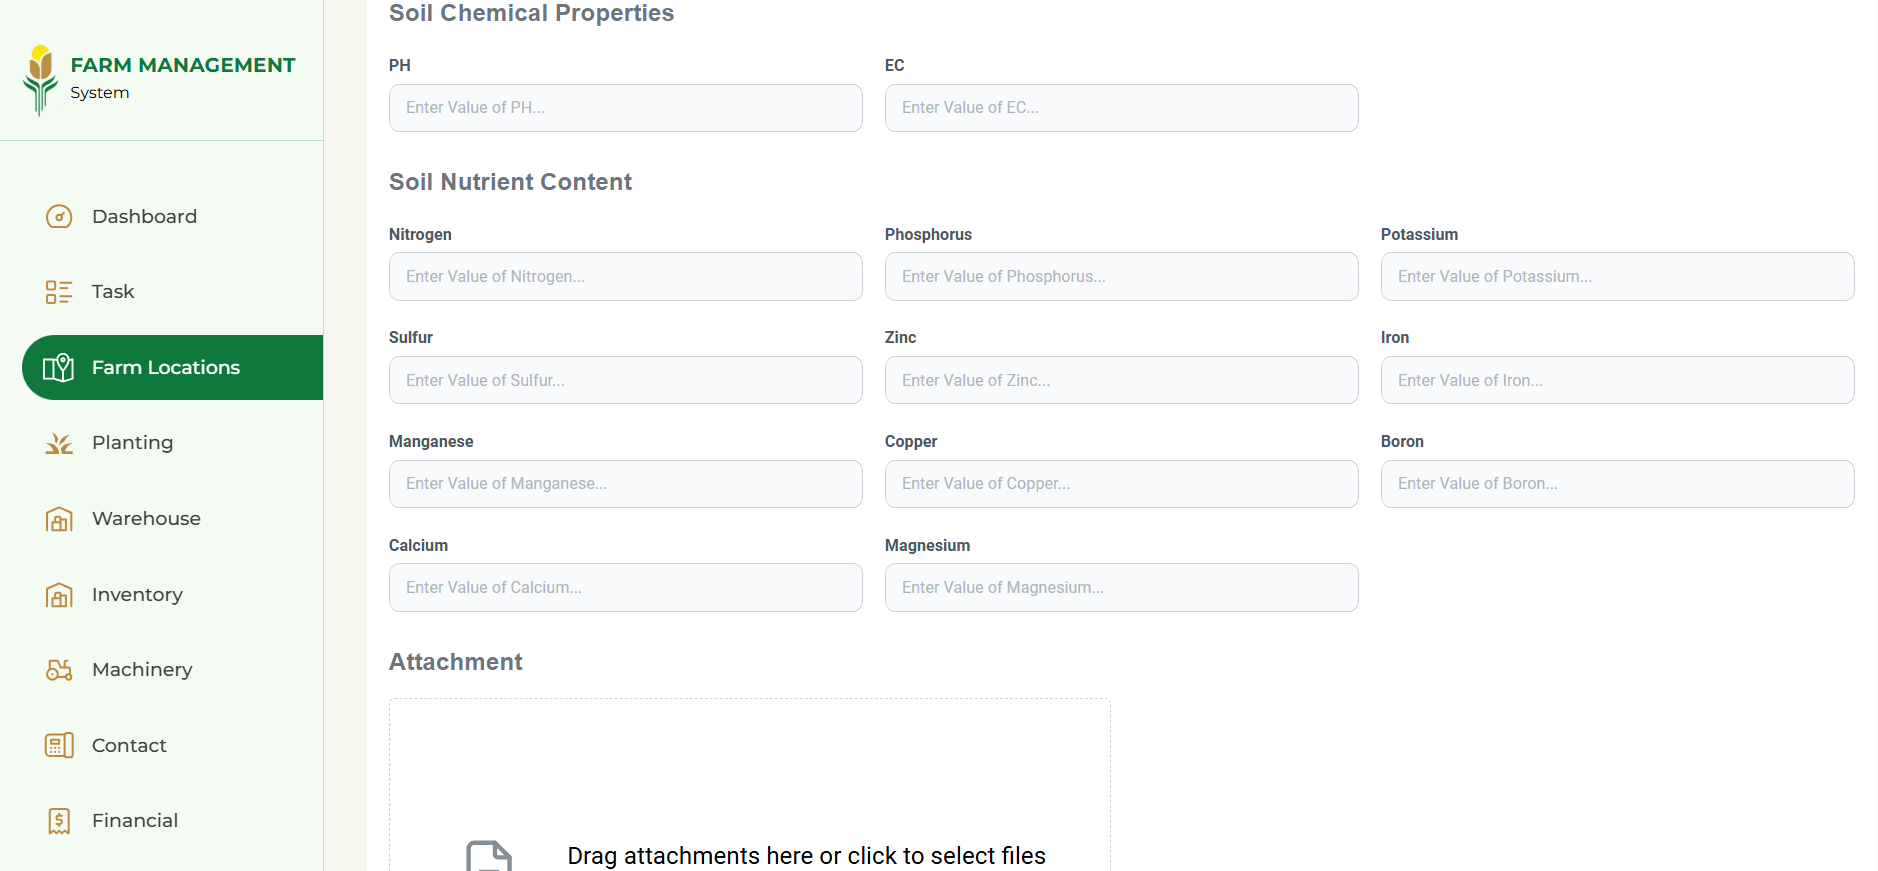 FARM MANAGEMENT
System
Dashboard
Task
Farm Locations
Planting
Warehouse
Inventory
Machinery
Contact
Financial
Soil Chemical Properties
PH
EC
Enter Value of PH...
Enter Value of EC...
Soil Nutrient Content
Nitrogen
Phosphorus
Potassium
Enter Value of Nitrogen...
Enter Value of Phosphorus...
Enter Value of Potassium...
Sulfur
Zinc
Iron
Enter Value of Sulfur...
Enter Value of Zinc...
Enter Value of Iron...
Manganese
Copper
Boron
Enter Value of Manganese...
Enter Value of Copper...
Enter Value of Boron...
Calcium
Magnesium
Enter Value of Calcium...
Enter Value of Magnesium...
Attachment
Drag attachments here or click to select files